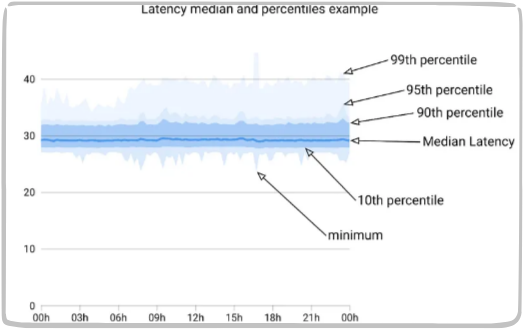 Latency median and percentiles example
99th percentile
95th percentile
90th percentile
Median Latency
10th percentile
minimum
40
30
20
10
0
00h 03h 06h 09h 12h 15h 18h 21h 00h